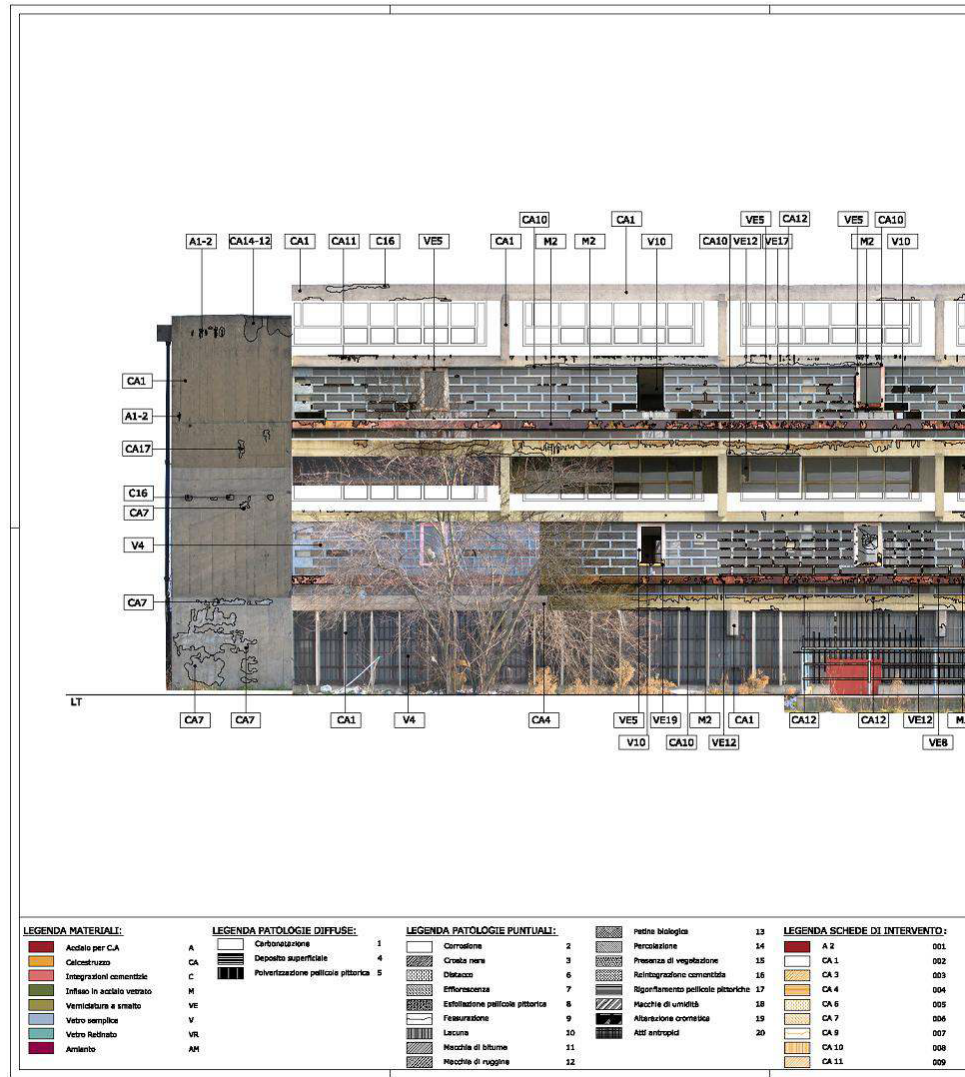 VE5 CA12 VE5 CA10
CA10 CA1
A1-2 CA14-12 CA1 CA11 C16 VE5 CA1 M2 M2 V10 CA10 VE12 VE17 M2 V10
CA1
A1-2
CA17
C16
CA7
V4
CA7
LT
CA7 CA7 CA1 V4 CA4 VE5 VE19 M2 CA1 CA12 CA12 VE12
V10 CA10 VE12 VE8
LEGENDA MATERIALI:
Acciaio per C.A A
Calcestruzzo CA
Integrazioni cementizie C
Infisso in acciaio vetrato M
Verniciatura a smalto VE
Vetro semplice V
Vetro Retinato VR
Amianto AM
LEGENDA PATOLOGIE DIFFUSE:
Carbonatazione 1
Deposito superficiale 4
Polverizzazione pellicola pittorica 5
LEGENDA PATOLOGIE PUNTUALI:
Corrosione 2
Crosta nera 3
Distacco 6
Efflorescenza 7
Esfoliazione pellicola pittorica 8
Fessurazione 9
Lacuna 10
Macchia di bitume 11
Macchia di ruggine 12
Patina biologica 13
Percolazione 14
Presenza di vegetazione 15
Reintegrazione cementizia 16
Rigonfiamento pellicole pittoriche 17
Macchie di umidità 18
Alterazione cromatica 19
Atti antropici 20
LEGENDA SCHEDE DI INTERVENTO:
A 2 001
CA 1 002
CA 3 003
CA 4 004
CA 6 005
CA 7 006
CA 9 007
CA 10 008
CA 11 009